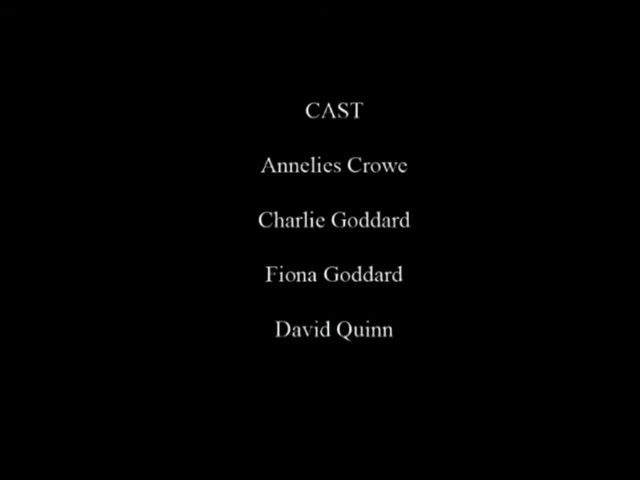 CAST
Annelies Crowe
Charlie Goddard
Fiona Goddard
David Quinn